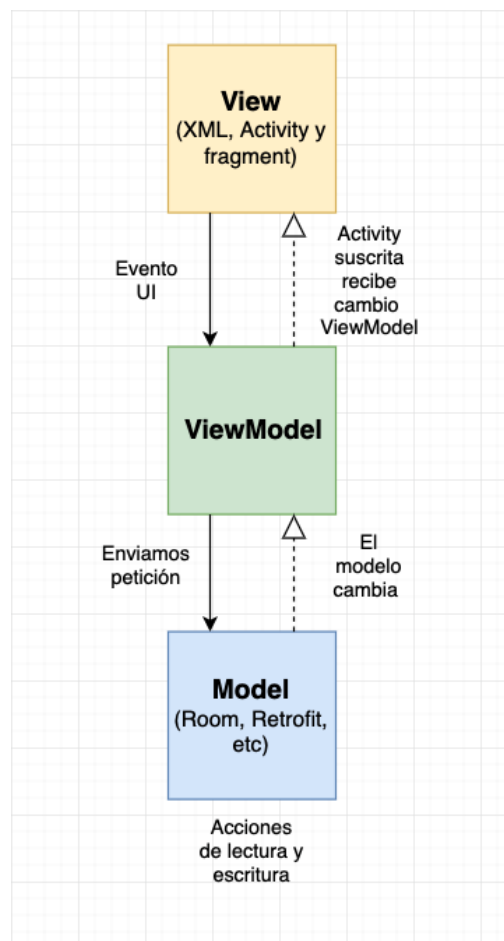 View
(XML, Activity y
fragment)
Evento
UI
Activity
suscrita
recibe
cambio
ViewModel
ViewModel
Enviamos
petición
El
modelo
cambia
Model
(Room, Retrofit,
etc)
Acciones
de lectura y
escritura